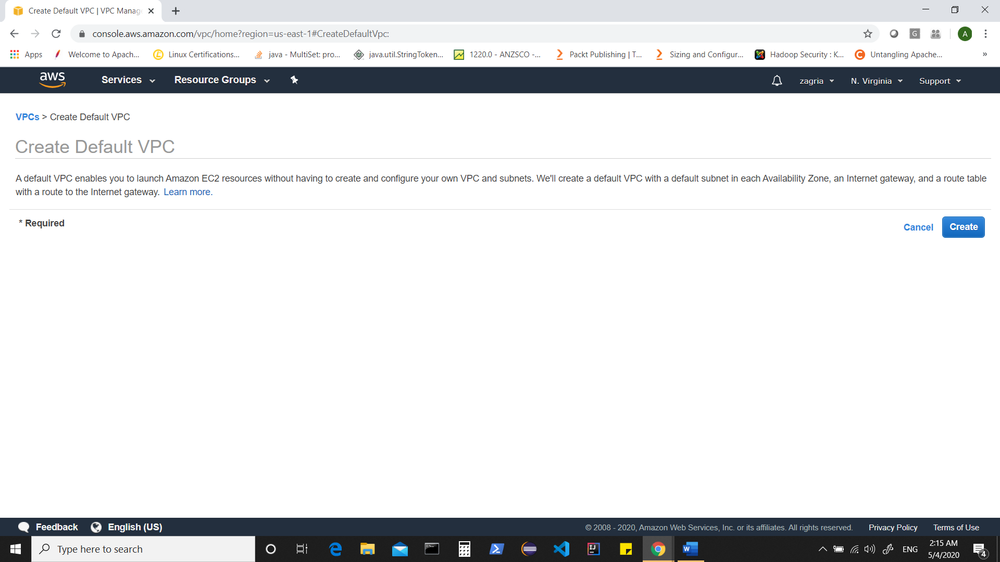 Create Default VPC | VPC Manag
console.aws.amazon.com/vpc/home?region=us-east-1#CreateDefaultVpc:
G
A
Apps
Welcome to Apach...
Linux Certifications...
java - MultiSet: pro...
java.util.StringToken...
1220.0 - ANZSCO -...
Packt Publishing | T...
Sizing and Configur...
Hadoop Security : K...
Untangling Apache...
»
aws
Services
Resource Groups
zagria
N. Virginia
Support
VPCs > Create Default VPC
Create Default VPC
A default VPC enables you to launch Amazon EC2 resources without having to create and configure your own VPC and subnets. We'll create a default VPC with a default subnet in each Availability Zone, an Internet gateway, and a route table
with a route to the Internet gateway. Learn more.
* Required
Cancel
Create
Feedback
English (US)
© 2008 - 2020, Amazon Web Services, Inc. or its affiliates. All rights reserved.
Privacy Policy
Terms of Use
Type here to search
IJ
W
ENG
2:15 AM
5/4/2020
4